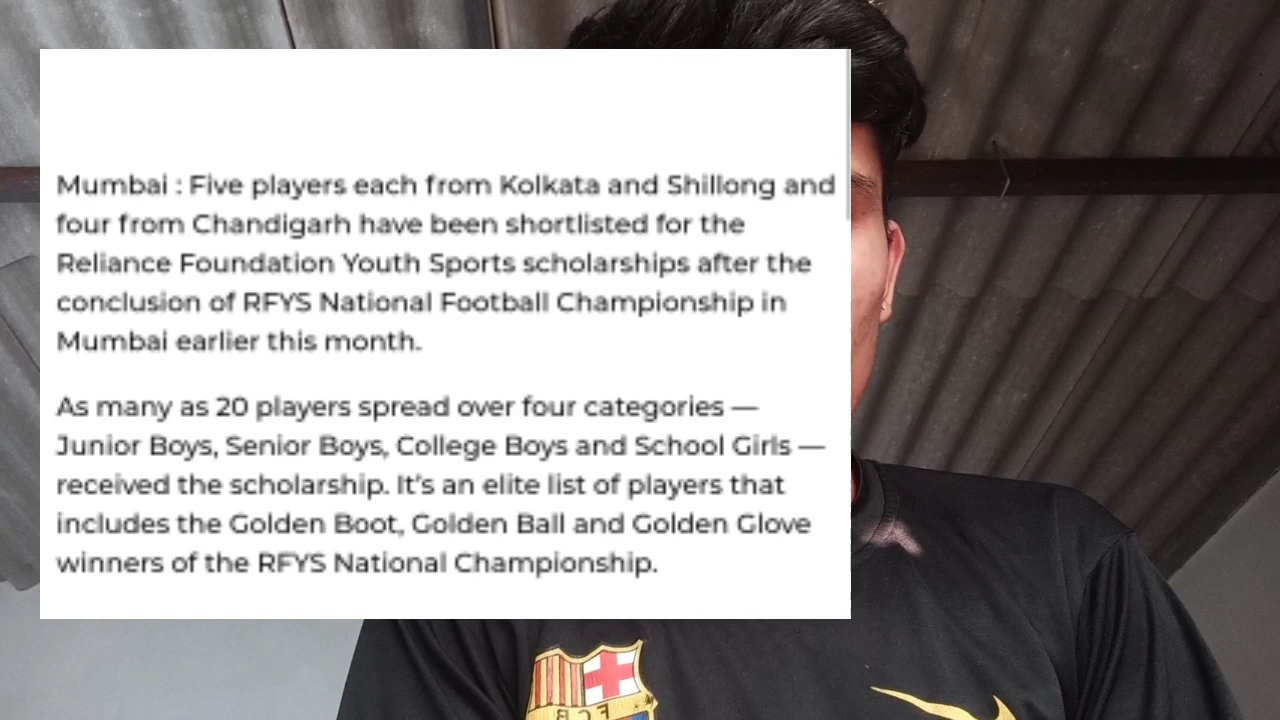 Mumbai : Five players each from Kolkata and Shillong and
four from Chandigarh have been shortlisted for the
Reliance Foundation Youth Sports scholarships after the
conclusion of RFYS National Football Championship in
Mumbai earlier this month.
As many as 20 players spread over four categories —
Junior Boys, Senior Boys, College Boys and School Girls —
received the scholarship. It's an elite list of players that
includes the Golden Boot, Golden Ball and Golden Glove
winners of the RFYS National Championship.
FCB